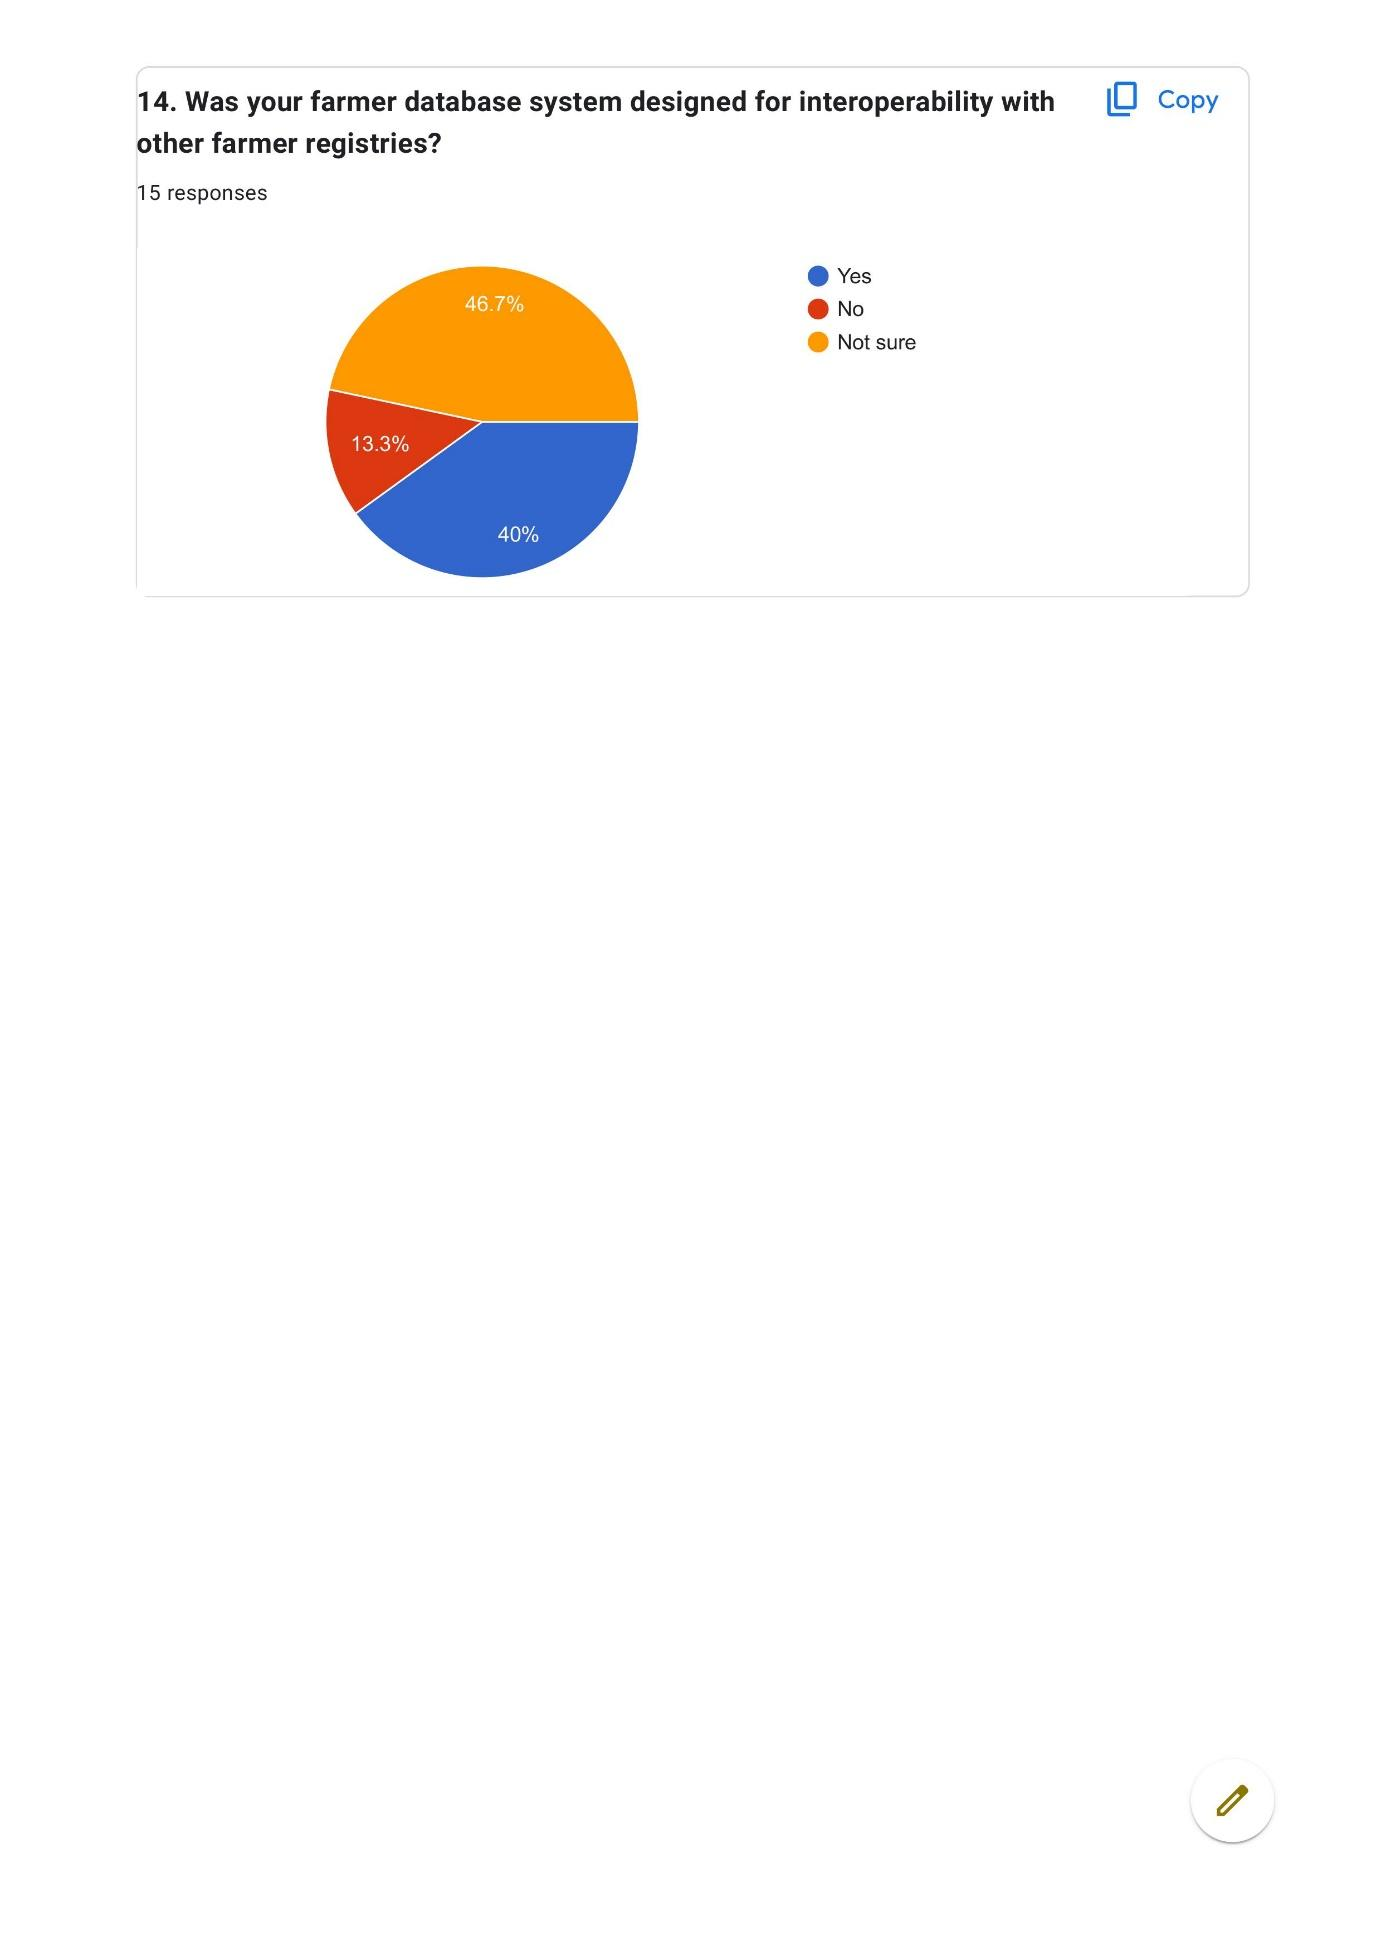 14. Was your farmer database system designed for interoperability with
other farmer registries?
Copy
15 responses
46.7%
13.3%
40%
Yes
No
Not sure